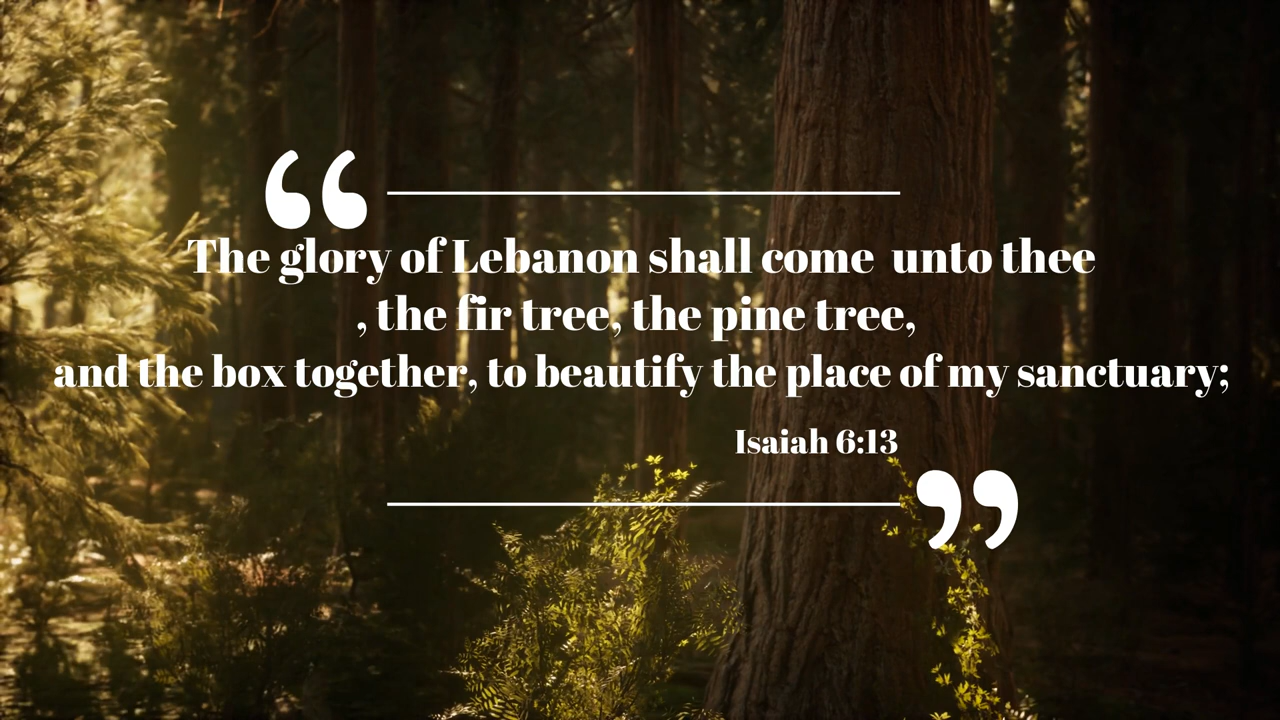 “
The glory of Lebanon shall come  unto thee
, the fir tree, the pine tree,
and the box together, to beautify the place of my sanctuary;
Isaiah 6:13
”